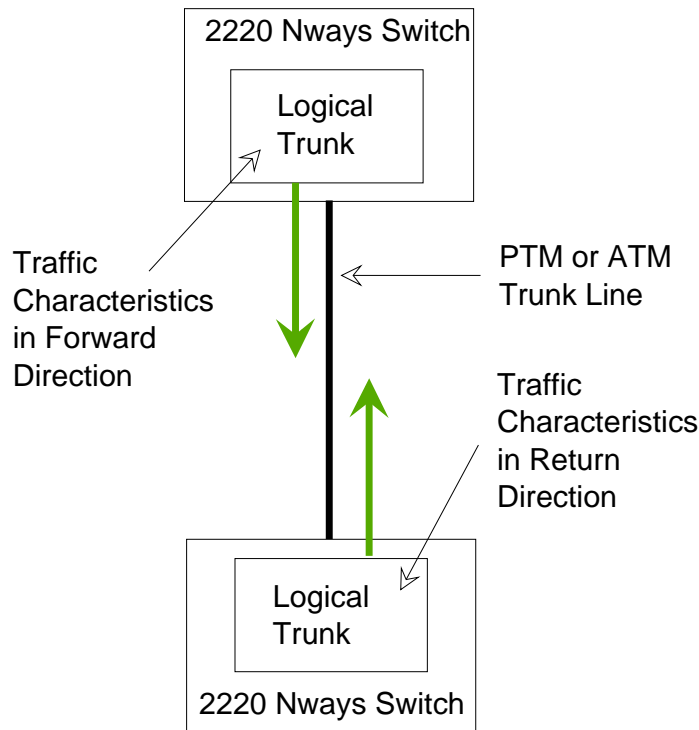 2220 Nways Switch
Logical
Trunk
Traffic
Characteristics
in Forward
Direction
PTM or ATM
Trunk Line
Traffic
Characteristics
in Return
Direction
Logical
Trunk
2220 Nways Switch